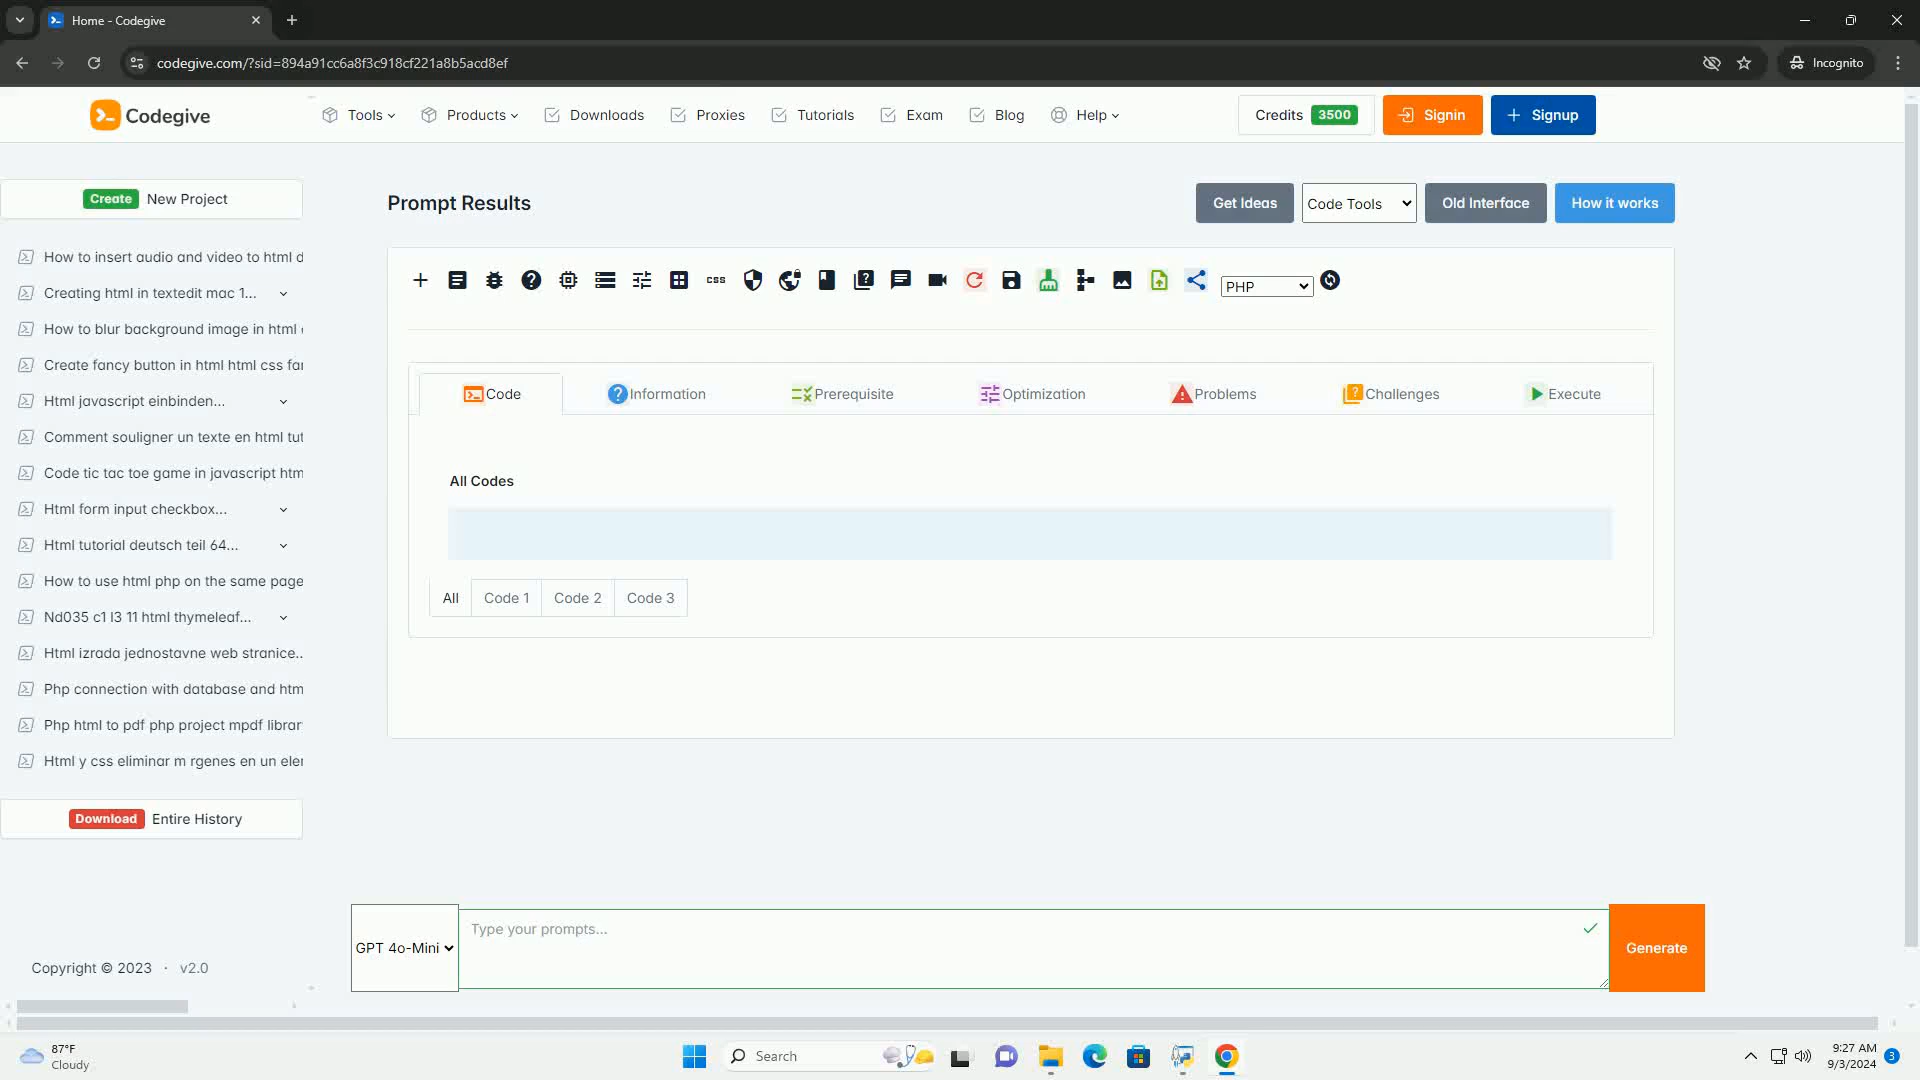 Home - Codegive
codegive.com/?sid=894a91cc6a8f3c918cf221a8b5acd8ef
Incognito
Codegive
Tools
Products
Downloads
Proxies
Tutorials
Exam
Blog
Help
Credits 3500
Signin
Signup
Create New Project
How to insert audio and video to html d
Creating html in textedit mac 1...
How to blur background image in html
Create fancy button in html html css far
Html javascript einbinden...
Comment souligner un texte en html tut
Code tic tac toe game in javascript htm
Html form input checkbox...
Html tutorial deutsch teil 64...
How to use html php on the same page
Nd035 c1 l3 11 html thymeleaf...
Html izrada jednostavne web stranice..
Php connection with database and htm
Php html to pdf php project mpdf librar
Html y css eliminar m rgenes en un eler
Download Entire History
Copyright © 2023 · v2.0
Prompt Results
Get Ideas
Code Tools
Old Interface
How it works
css
PHP
Code
Information
Prerequisite
Optimization
Problems
Challenges
Execute
All Codes
All
Code 1
Code 2
Code 3
GPT 4o-Mini
Type your prompts...
Generate
87°F
Cloudy
Search
9:27 AM
9/3/2024
3